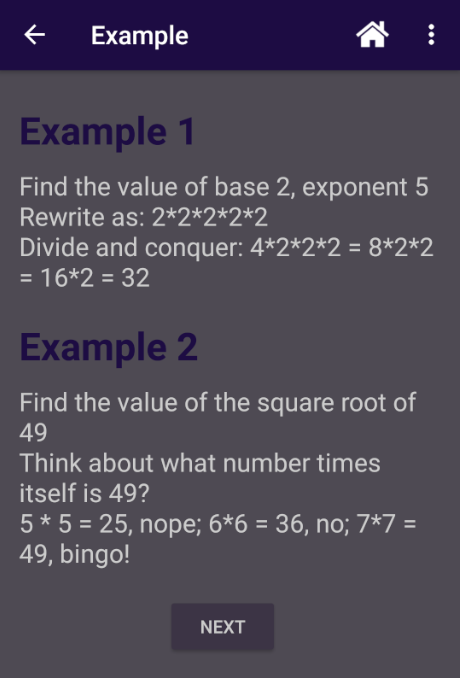 Example
Example 1
Find the value of base 2, exponent 5
Rewrite as: 2*2*2*2*2
Divide and conquer: 4*2*2*2 = 8*2*2
= 16*2 = 32
Example 2
Find the value of the square root of
49
Think about what number times
itself is 49?
5 * 5 = 25, nope; 6*6 = 36, no; 7*7 =
49, bingo!
NEXT